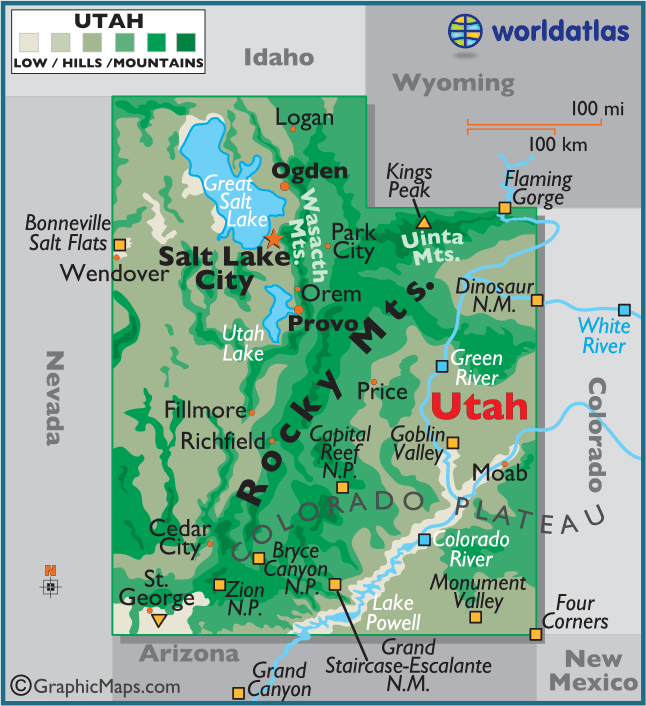 UTAH
LOW / HILLS / MOUNTAINS
Idaho
worldatlas
Wyoming
100 mi
100 km
Logan
Ogden
Great
Salt
Lake
Wasacth
Mts.
Kings
Peak
Flaming
Gorge
Bonneville
Salt Flats
Wendover
Salt Lake
City
Park
City
Uinta
Mts.
Orem
Provo
Utah
Lake
Dinosaur
N.M.
White
River
Rocky Mts.
Green
River
Nevada
Colorado
Price
Utah
Fillmore
Richfield
Capital
Reef
N.P.
Goblin
Valley
Moab
COLORADO PLATEAU
Cedar
City
Bryce
Canyon
N.P.
Colorado
River
N
St.
George
Zion
N.P.
Lake
Powell
Monument
Valley
Four
Corners
Arizona
Grand
Staircase-Escalante
N.M.
Grand
Canyon
New
Mexico
©GraphicMaps.com